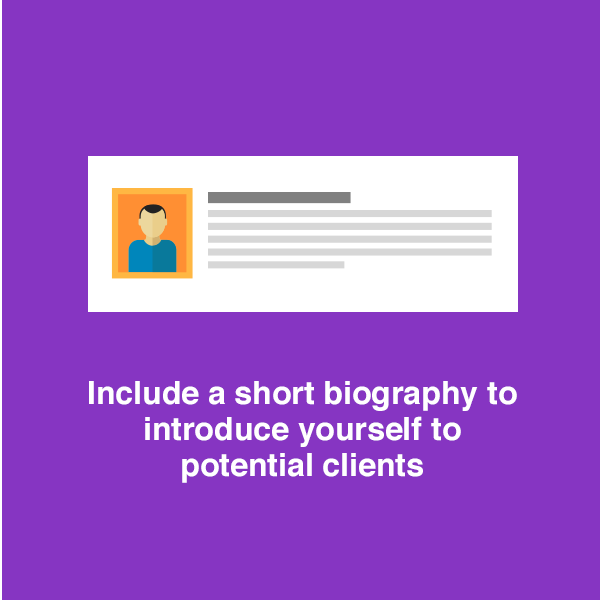 Include a short biography to
introduce yourself to
potential clients